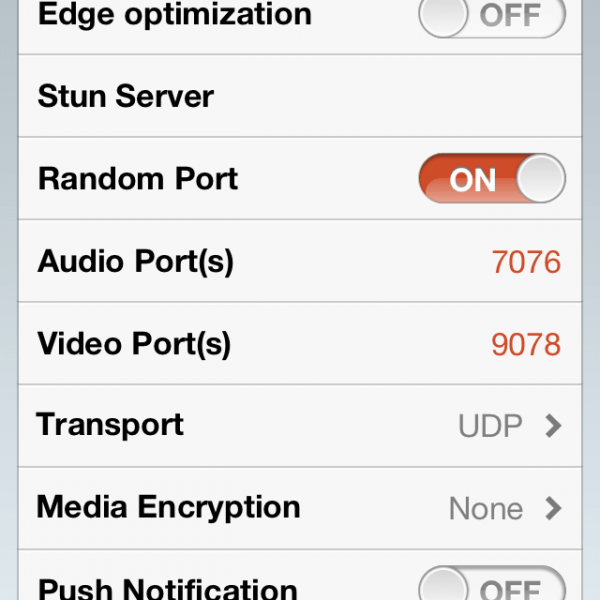 Edge optimization OFF
Stun Server
Random Port ON
Audio Port(s) 7076
Video Port(s) 9078
Transport UDP
Media Encryption None
Push Notification OFF